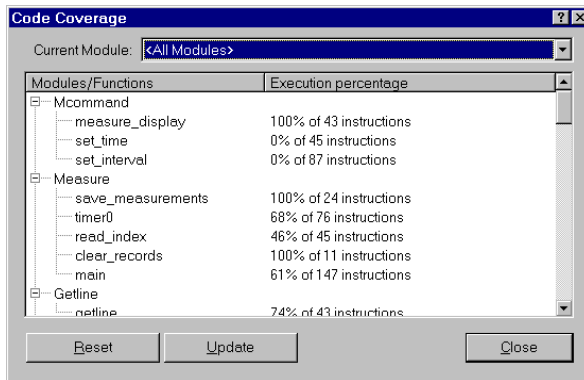 Code Coverage
Current Module: <All Modules>
Modules/Functions Execution percentage
Mcommand
measure_display 100% of 43 instructions
set_time 0% of 45 instructions
set_interval 0% of 87 instructions
Measure
save_measurements 100% of 24 instructions
timer0 68% of 76 instructions
read_index 46% of 45 instructions
clear_records 100% of 11 instructions
main 61% of 147 instructions
Getline
getline 74% of 43 instructions
Reset Update Close